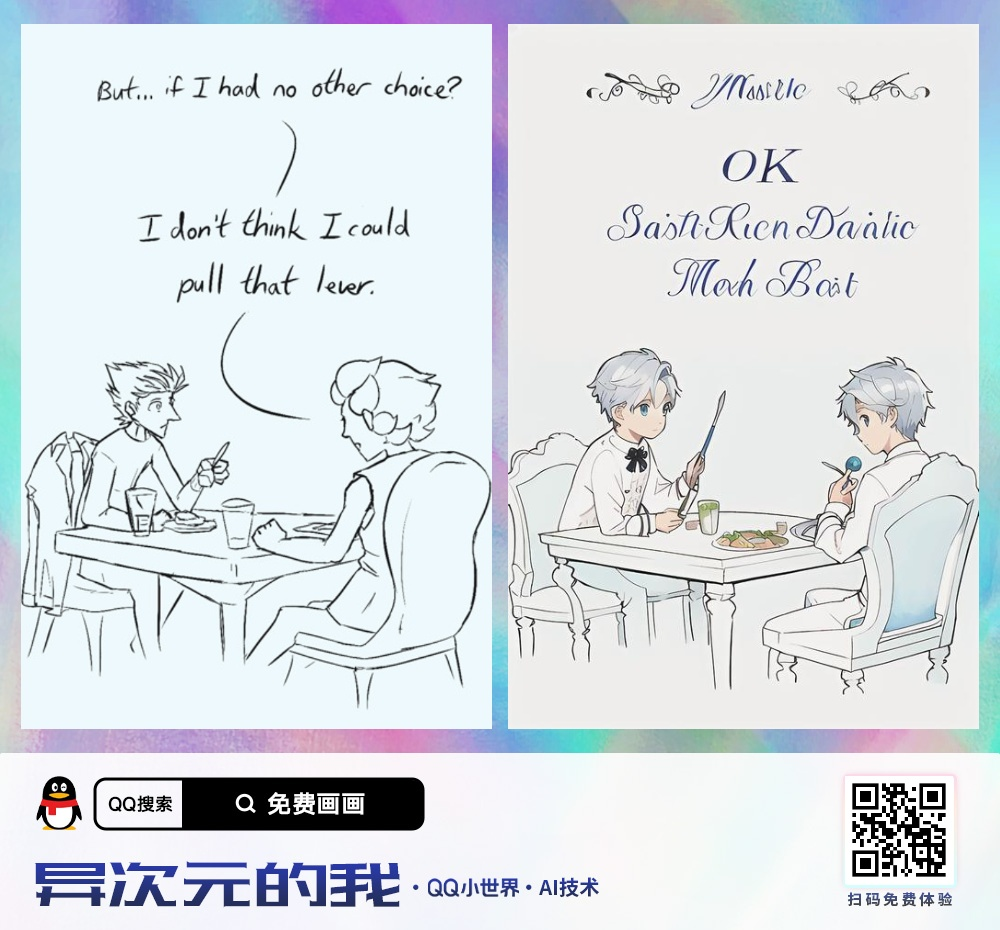 But... if I had no other choice?
I don't think I could
pull that lever.
OK
QQ搜索
免费画画
异次元的我·QQ小世界·AI技术
扫码免费体验